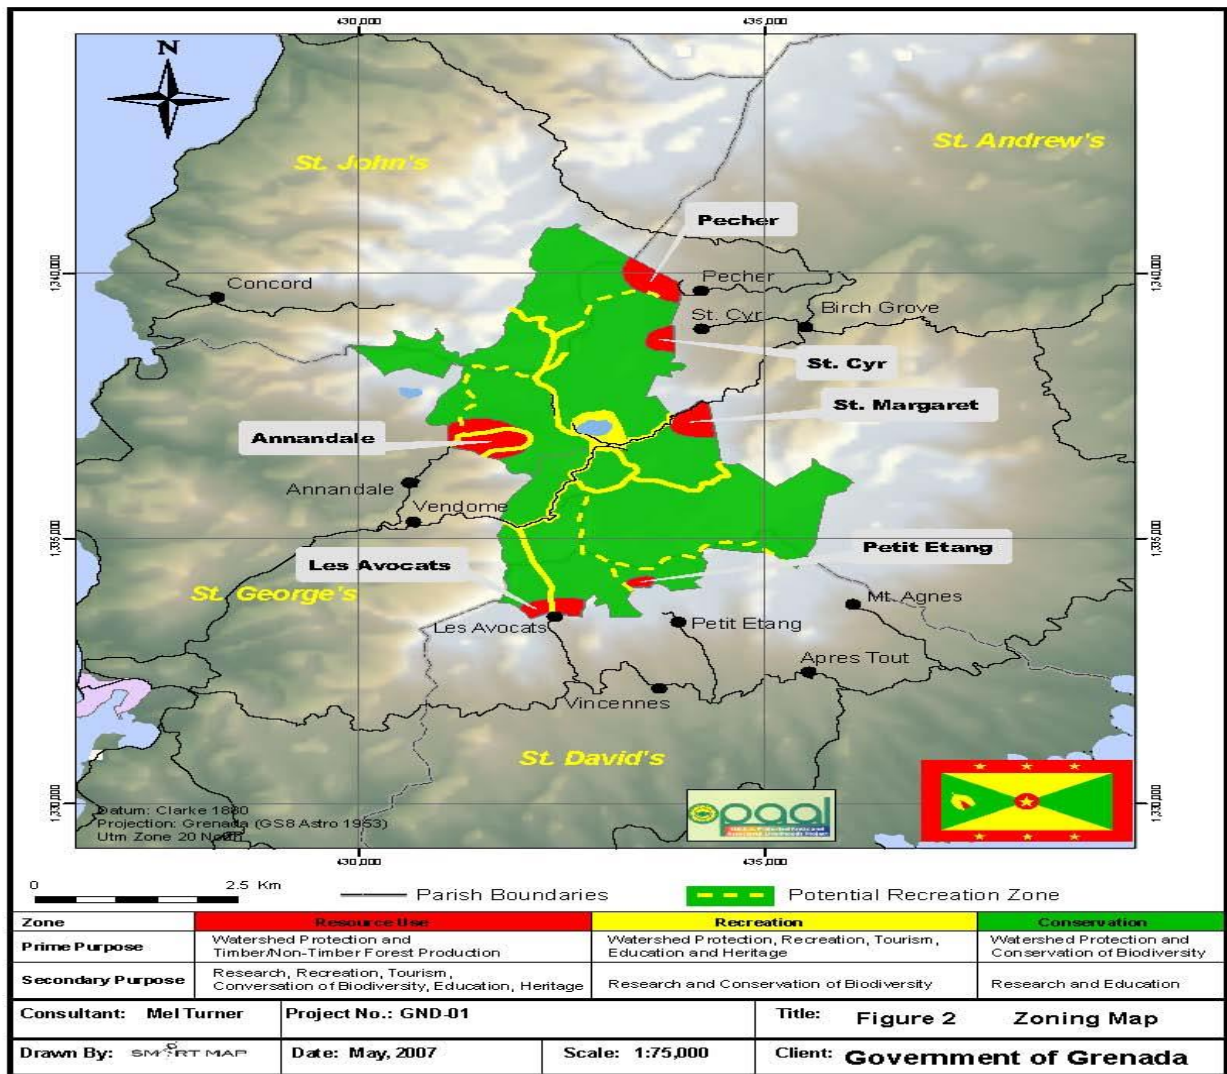 430,000
435,000
N
St. John's
St. Andrew's
Pecher
1,340,000
1,340,000
Concord
Pecher
St. Cyr
Birch Grove
St. Cyr
St. Margaret
Annandale
Annandale
Vendome
1,335,000
1,335,000
Petit Etang
Les Avocats
St. George's
Mt. Agnes
Les Avocats
Petit Etang
Apres Tout
Vincennes
St. David's
1,330,000
1,330,000
Datum: Clarke 1880
Projection: Grenada (GS8 Astro 1953)
Utm Zone 20 North
opaal
430,000
435,000
0 2.5 Km
Parish Boundaries
Potential Recreation Zone
Zone Resource Use Recreation Conservation
Prime Purpose
Watershed Protection and
Timber/Non-Timber Forest Production
Watershed Protection, Recreation, Tourism,
Education and Heritage
Watershed Protection and
Conservation of Biodiversity
Secondary Purpose
Research, Recreation, Tourism,
Conversation of Biodiversity, Education, Heritage
Research and Conservation of Biodiversity
Research and Education
Consultant: Mel Turner
Project No.: GND-01
Title: Figure 2 Zoning Map
Drawn By: SMART MAP
Date: May, 2007
Scale: 1:75,000
Client: Government of Grenada